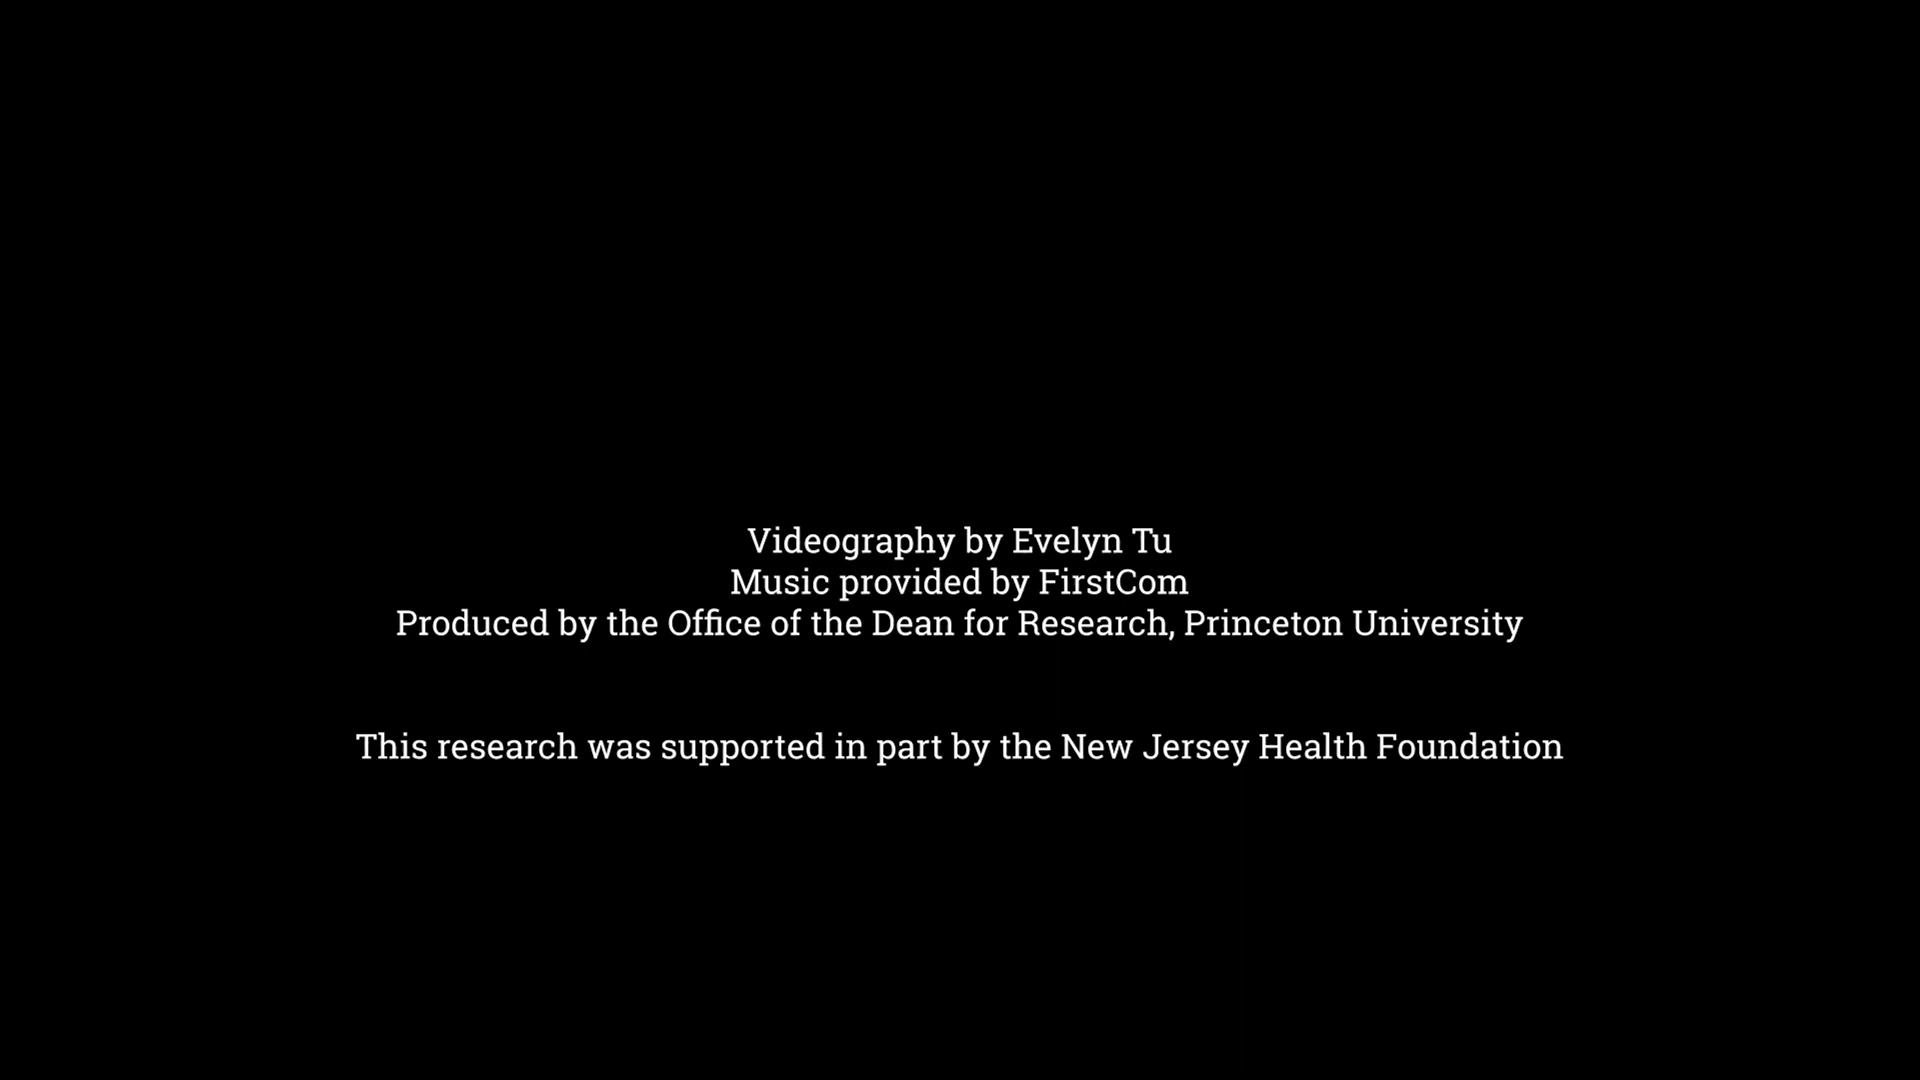 Videography by Evelyn Tu
Music provided by FirstCom
Produced by the Office of the Dean for Research, Princeton University
This research was supported in part by the New Jersey Health Foundation